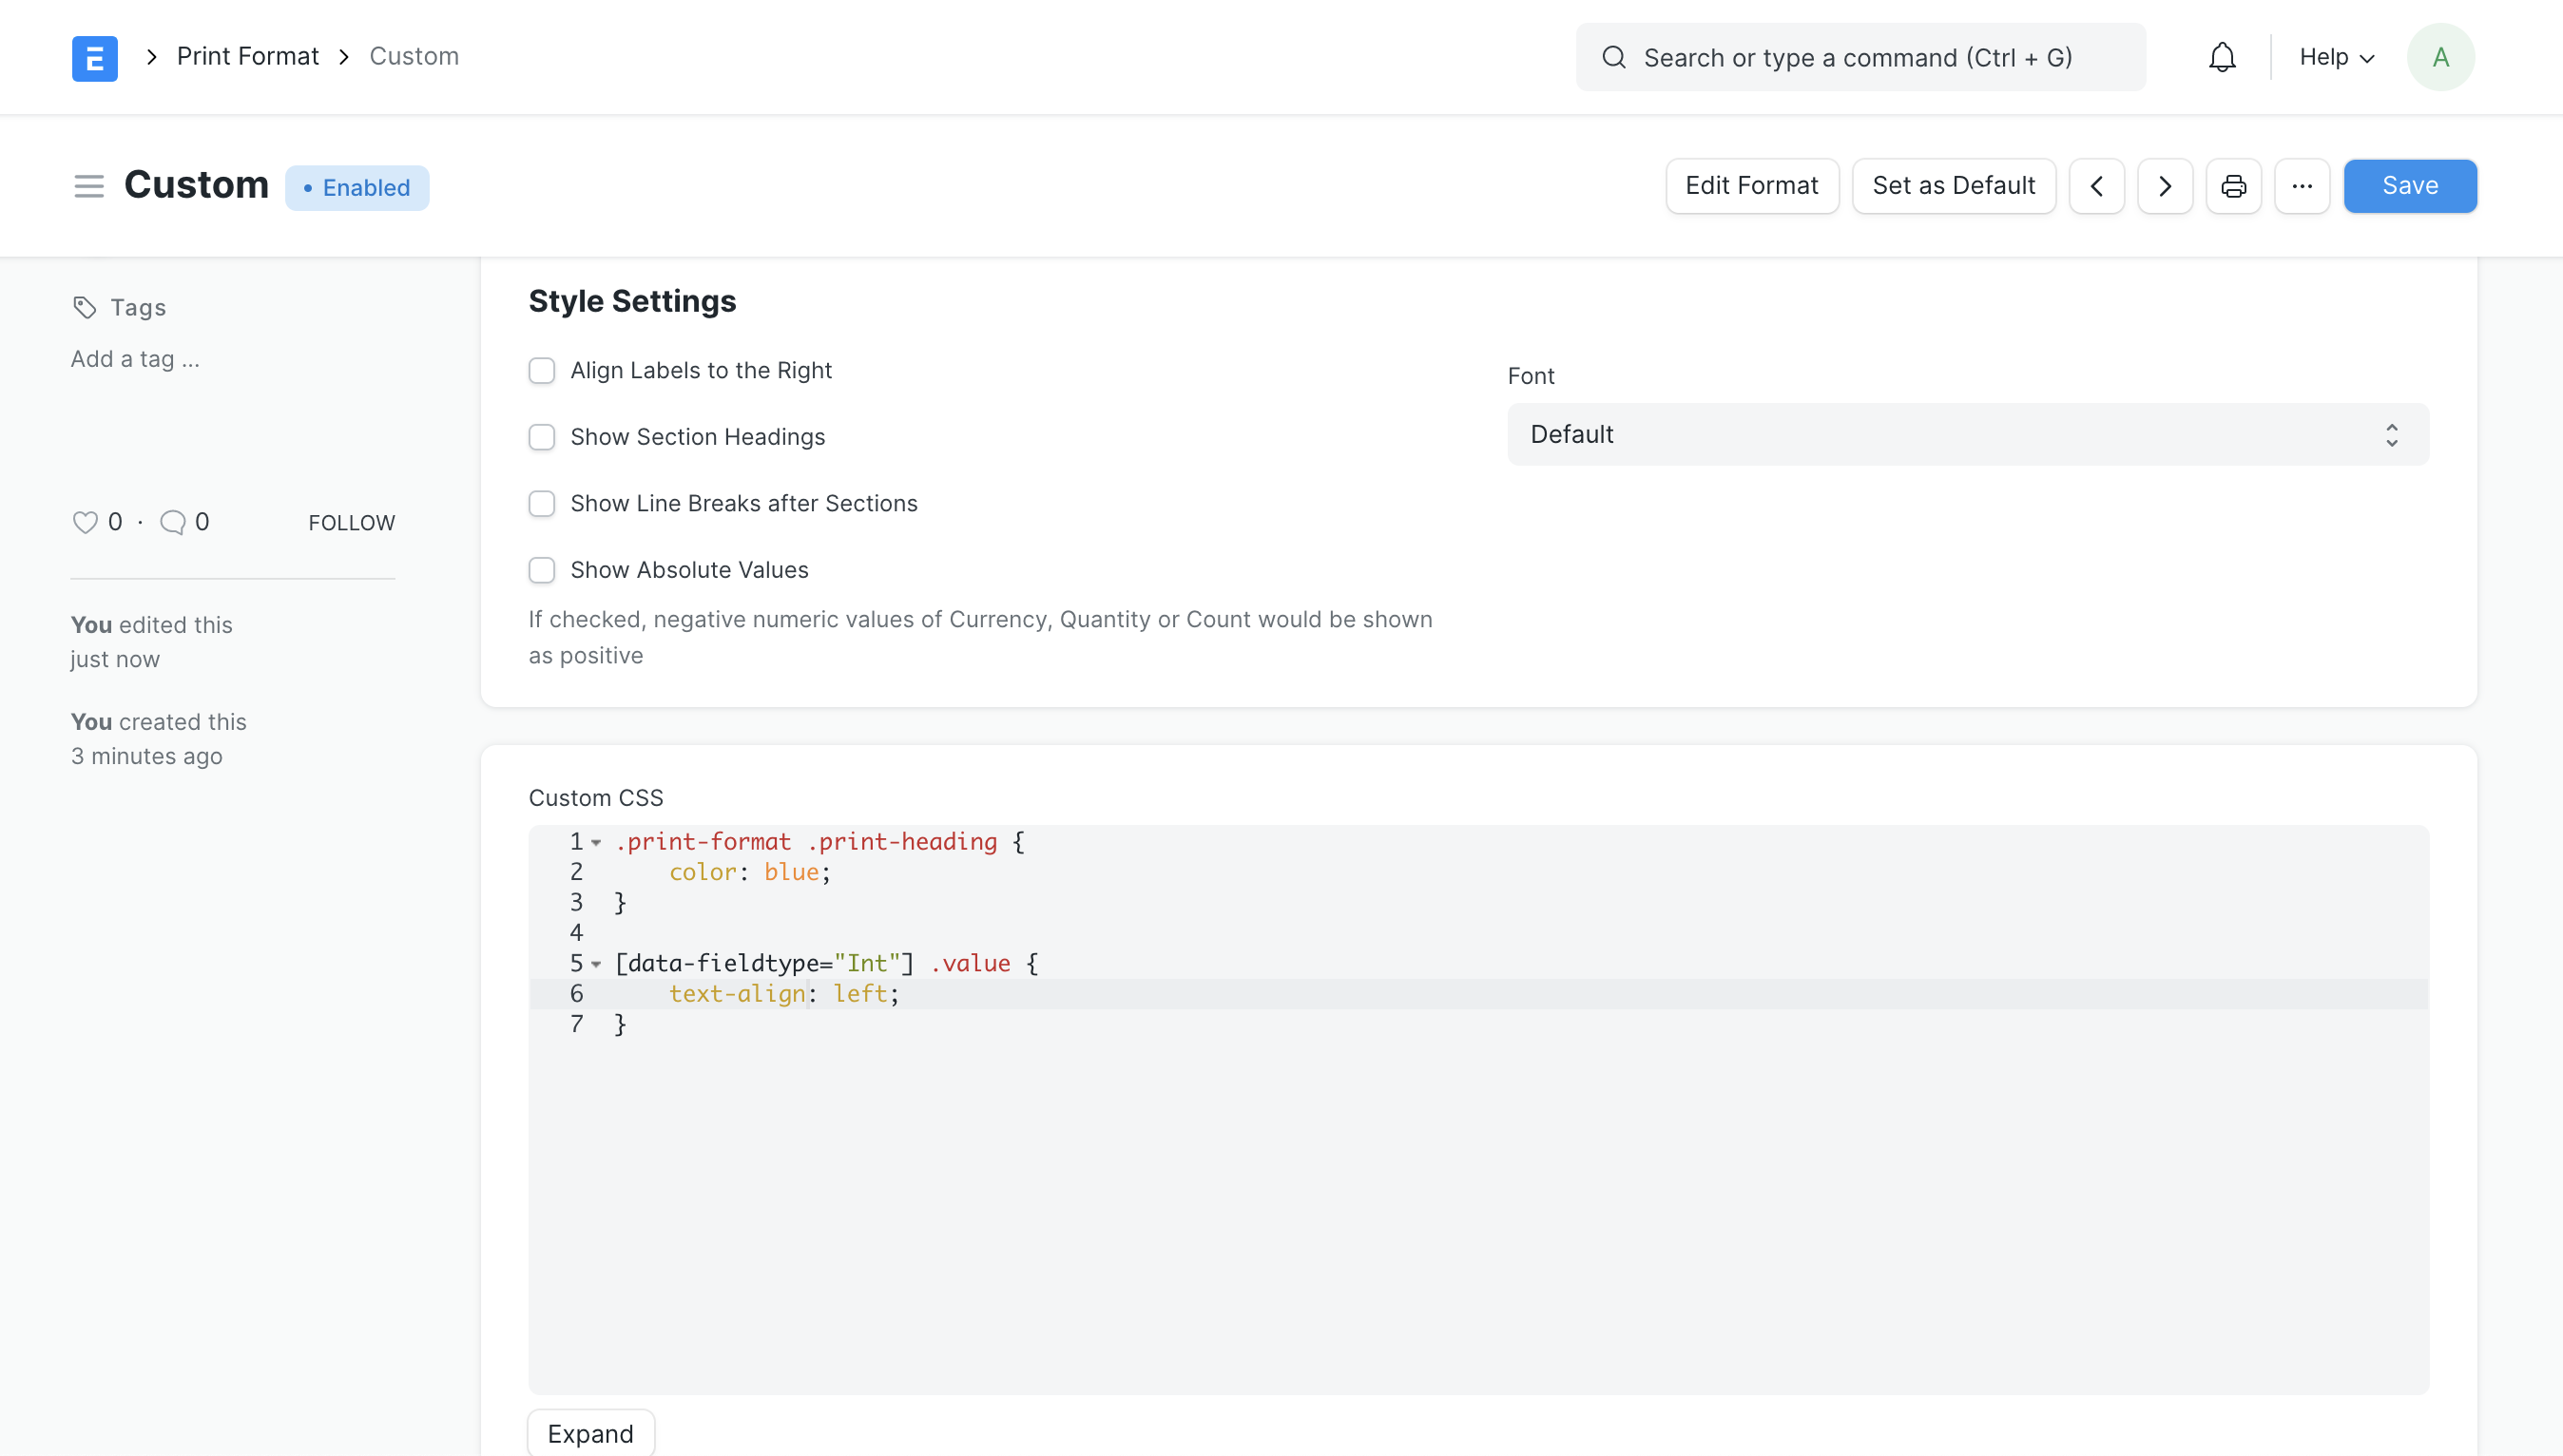 Print Format
Custom
Search or type a command (Ctrl + G)
Help
A
Custom
Enabled
Edit Format
Set as Default
Save
Tags
Add a tag ...
0 · 0
FOLLOW
You edited this
just now
You created this
3 minutes ago
Style Settings
Align Labels to the Right
Show Section Headings
Show Line Breaks after Sections
Show Absolute Values
If checked, negative numeric values of Currency, Quantity or Count would be shown
as positive
Font
Default
Custom CSS
1 .print-format .print-heading {
2     color: blue;
3 }
4
5 [data-fieldtype="Int"] .value {
6     text-align: left;
7 }
Expand